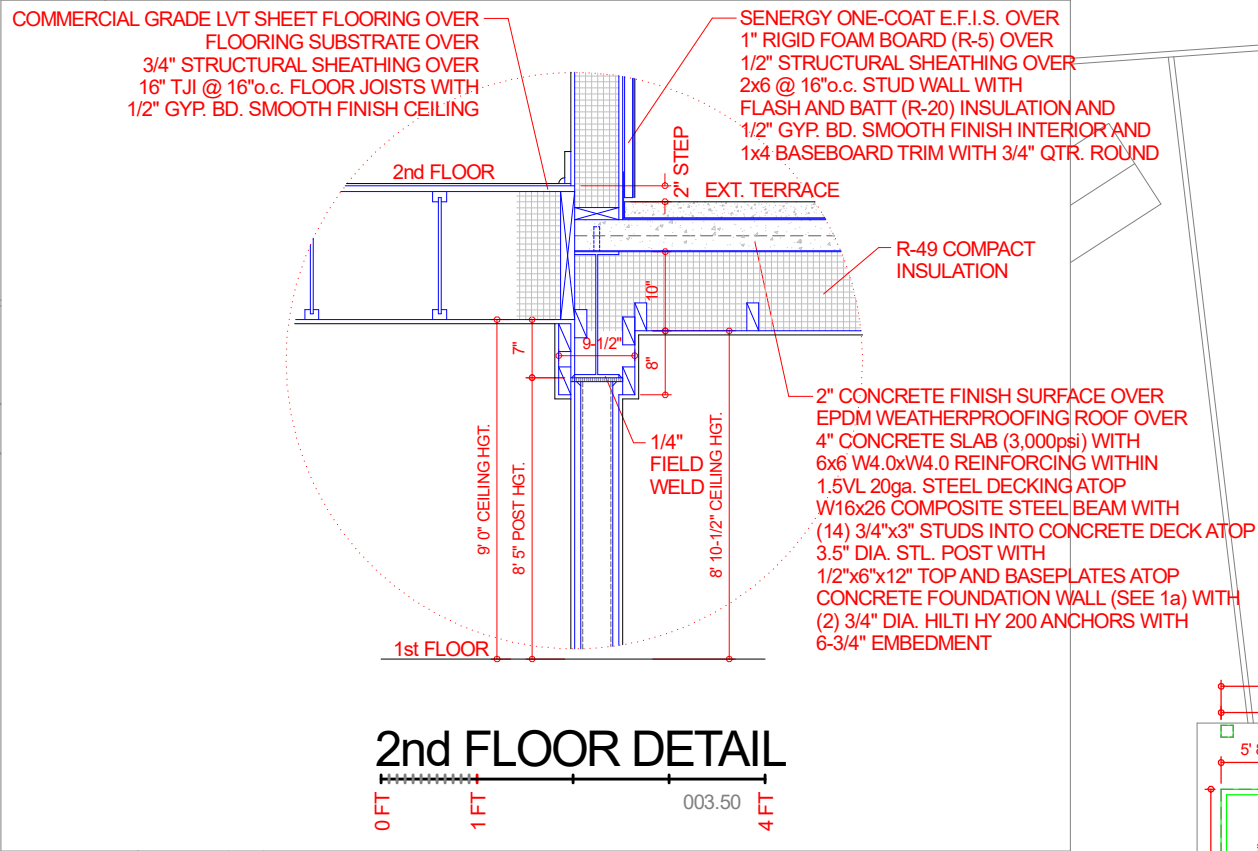 COMMERCIAL GRADE LVT SHEET FLOORING OVER
FLOORING SUBSTRATE OVER
3/4" STRUCTURAL SHEATHING OVER
16" TJI @ 16"o.c. FLOOR JOISTS WITH
1/2" GYP. BD. SMOOTH FINISH CEILING
SENERGY ONE-COAT E.F.I.S. OVER
1" RIGID FOAM BOARD (R-5) OVER
1/2" STRUCTURAL SHEATHING OVER
2x6 @ 16"o.c. STUD WALL WITH
FLASH AND BATT (R-20) INSULATION AND
1/2" GYP. BD. SMOOTH FINISH INTERIOR AND
1x4 BASEBOARD TRIM WITH 3/4" QTR. ROUND
2nd FLOOR
2" STEP
EXT. TERRACE
R-49 COMPACT
INSULATION
10"
7"
9-1/2"
8"
2" CONCRETE FINISH SURFACE OVER
EPDM WEATHERPROOFING ROOF OVER
4" CONCRETE SLAB (3,000psi) WITH
6x6 W4.0xW4.0 REINFORCING WITHIN
1.5VL 20ga. STEEL DECKING ATOP
W16x26 COMPOSITE STEEL BEAM WITH
(14) 3/4"x3" STUDS INTO CONCRETE DECK ATOP
3.5" DIA. STL. POST WITH
1/2"x6"x12" TOP AND BASEPLATES ATOP
CONCRETE FOUNDATION WALL (SEE 1a) WITH
(2) 3/4" DIA. HILTI HY 200 ANCHORS WITH
6-3/4" EMBEDMENT
1/4"
FIELD
WELD
9' 0" CEILING HGT.
8' 5" POST HGT.
8' 10-1/2" CEILING HGT.
1st FLOOR
2nd FLOOR DETAIL
003.50
0 FT
1 FT
4 FT
5'